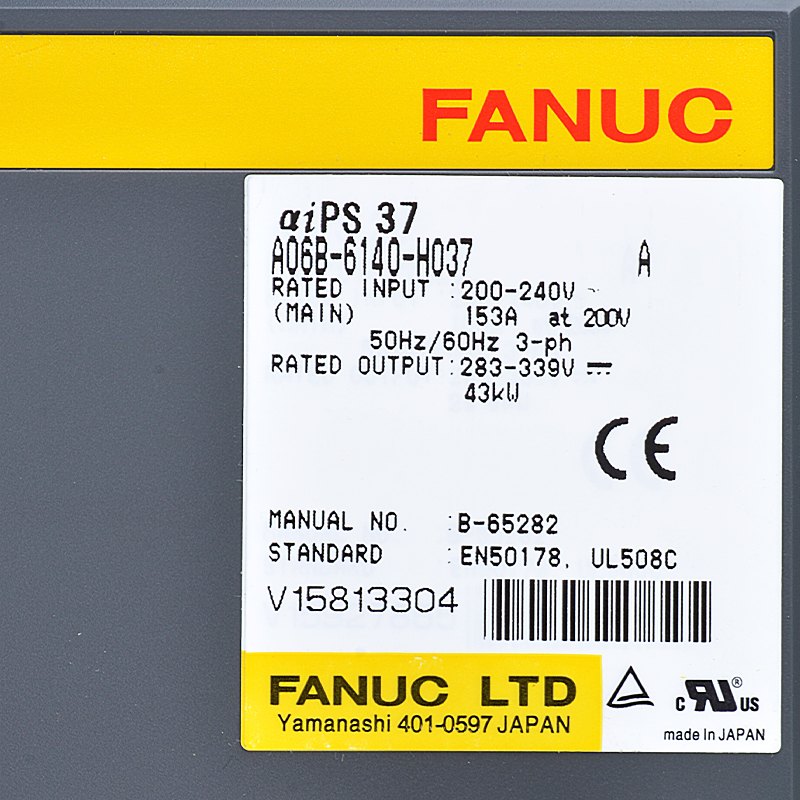 FANUC
αiPS 37
A06B-6140-H037 A
RATED INPUT :200-240V ~
(MAIN) 153A at 200V
50Hz/60Hz 3-ph
RATED OUTPUT:283-339V ⎓
43kW
CE
MANUAL NO. :B-65282
STANDARD :EN50178, UL508C
V15813304
FANUC LTD
Yamanashi 401-0597 JAPAN
c RU ® US
made In JAPAN